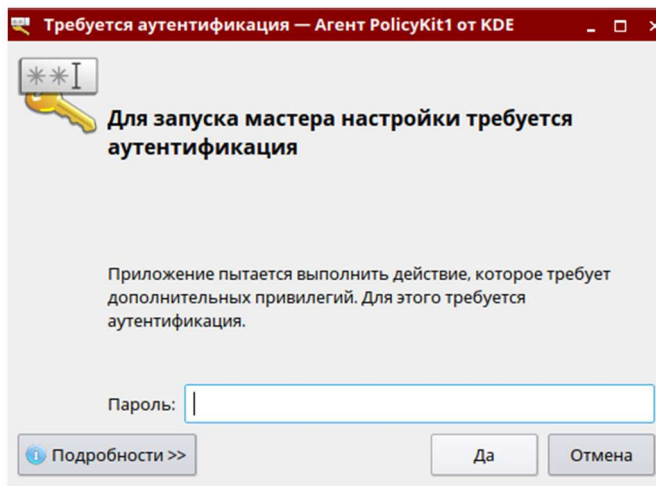 Требуется аутентификация — Агент PolicyKit1 от KDE
Для запуска мастера настройки требуется
аутентификация
Приложение пытается выполнить действие, которое требует
дополнительных привилегий. Для этого требуется
аутентификация.
Пароль:
Подробности >>
Да
Отмена